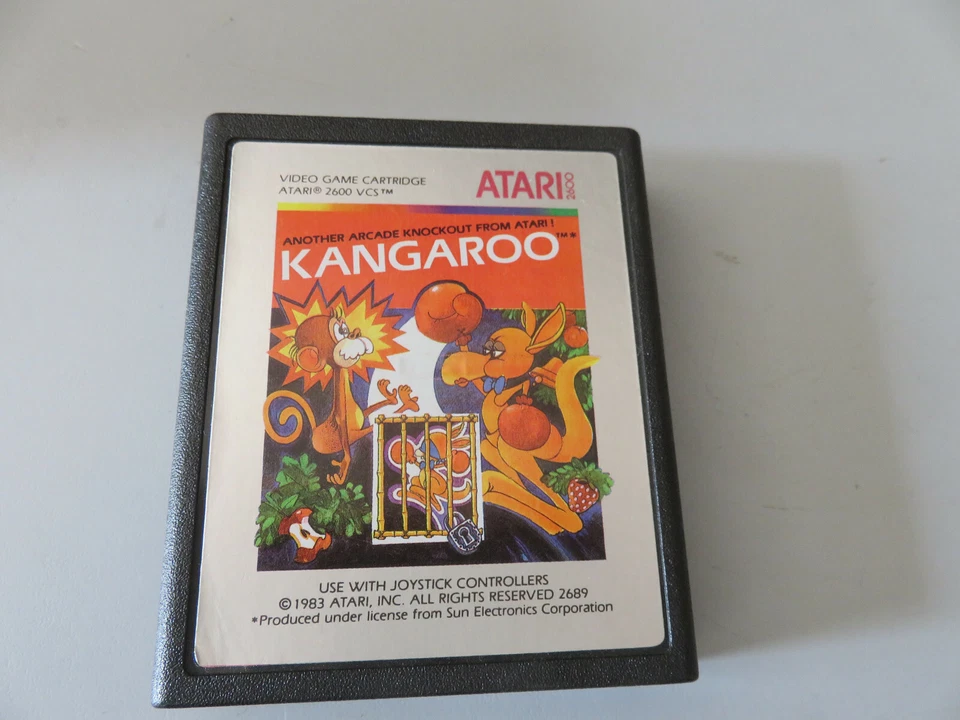 VIDEO GAME CARTRIDGE
ATARI® 2600 VCS™
ATARI 2600
ANOTHER ARCADE KNOCKOUT FROM ATARI!
KANGAROO™*
USE WITH JOYSTICK CONTROLLERS
©1983 ATARI, INC. ALL RIGHTS RESERVED 2689
*Produced under license from Sun Electronics Corporation